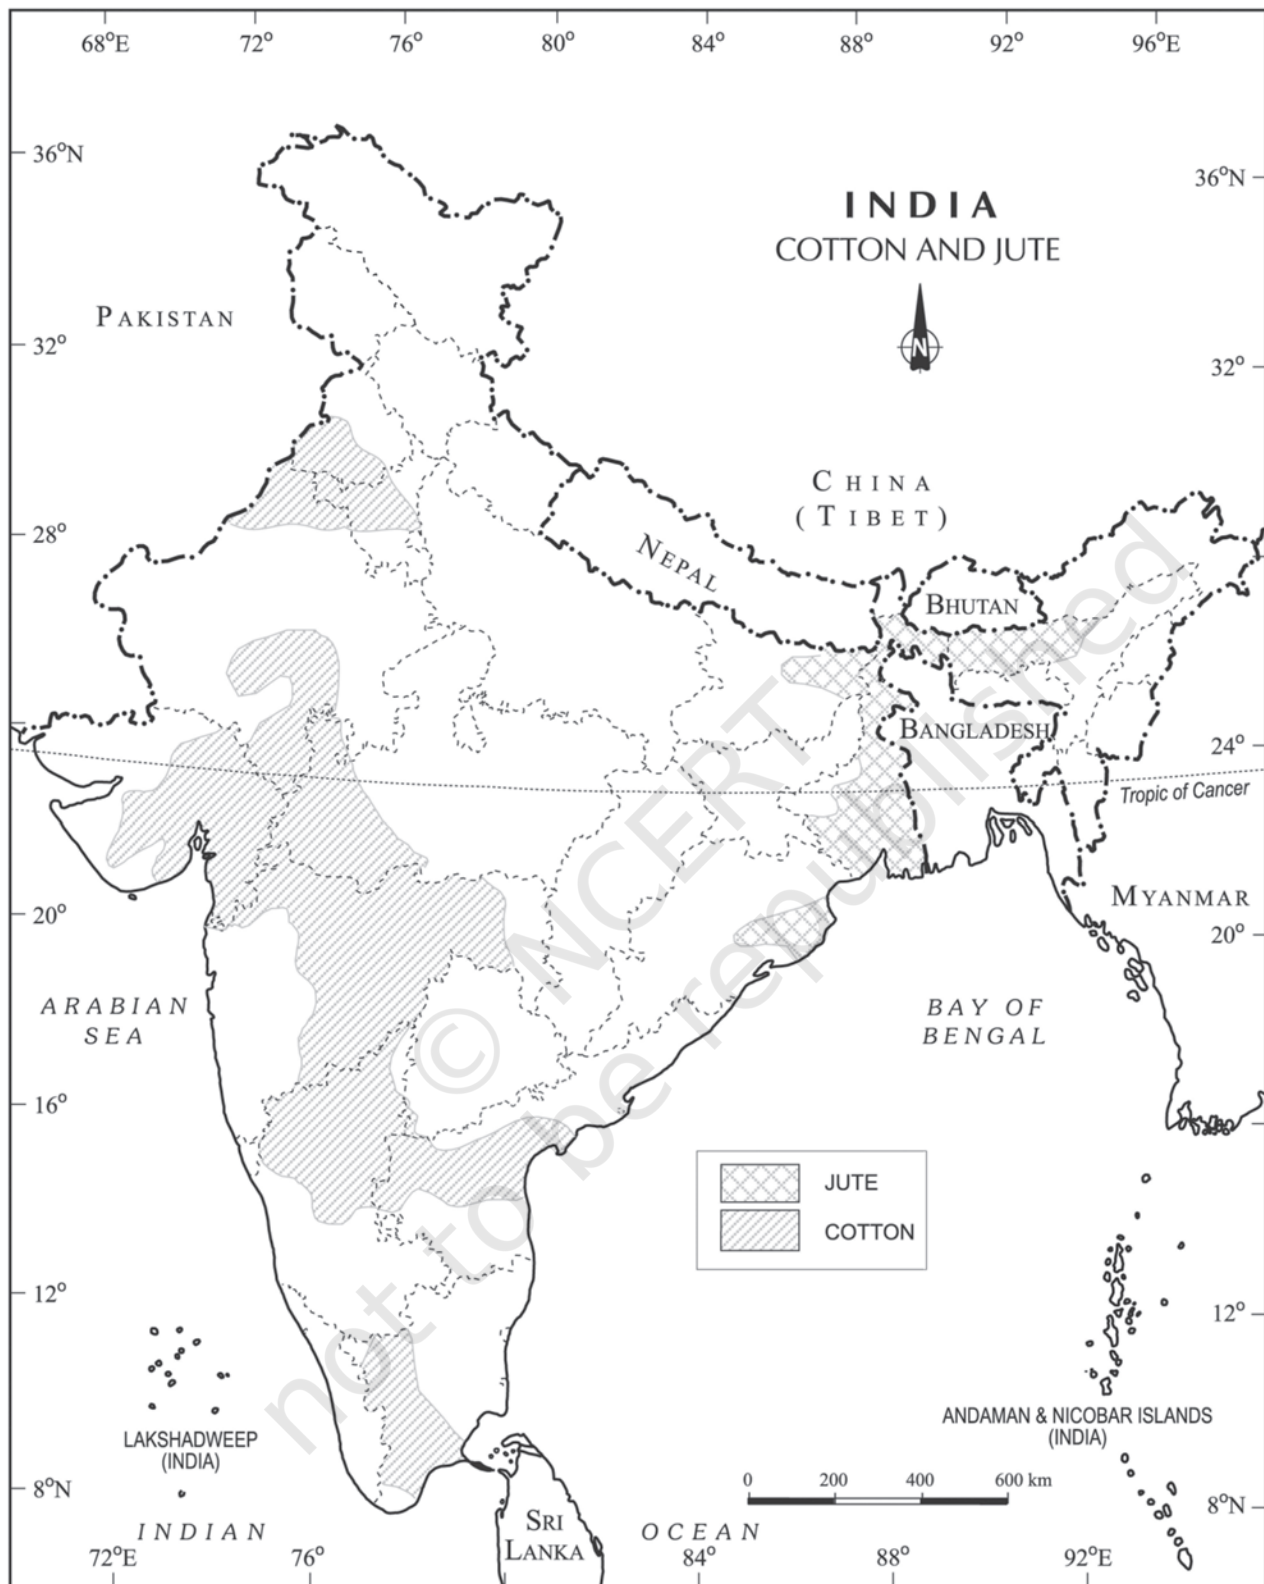 68°E 72° 76° 80° 84° 88° 92° 96°E
36°N
36°N
INDIA
COTTON AND JUTE
N
PAKISTAN
32°
32°
CHINA
(TIBET)
28°
28°
NEPAL
BHUTAN
BANGLADESH
24°
Tropic of Cancer
MYANMAR
20°
20°
ARABIAN
SEA
BAY OF
BENGAL
16°
JUTE
COTTON
12°
12°
LAKSHADWEEP
(INDIA)
ANDAMAN & NICOBAR ISLANDS
(INDIA)
0 200 400 600 km
8°N
8°N
INDIAN OCEAN
SRI
LANKA
72°E 76° 84° 88° 92°E
© NCERT
not to be republished